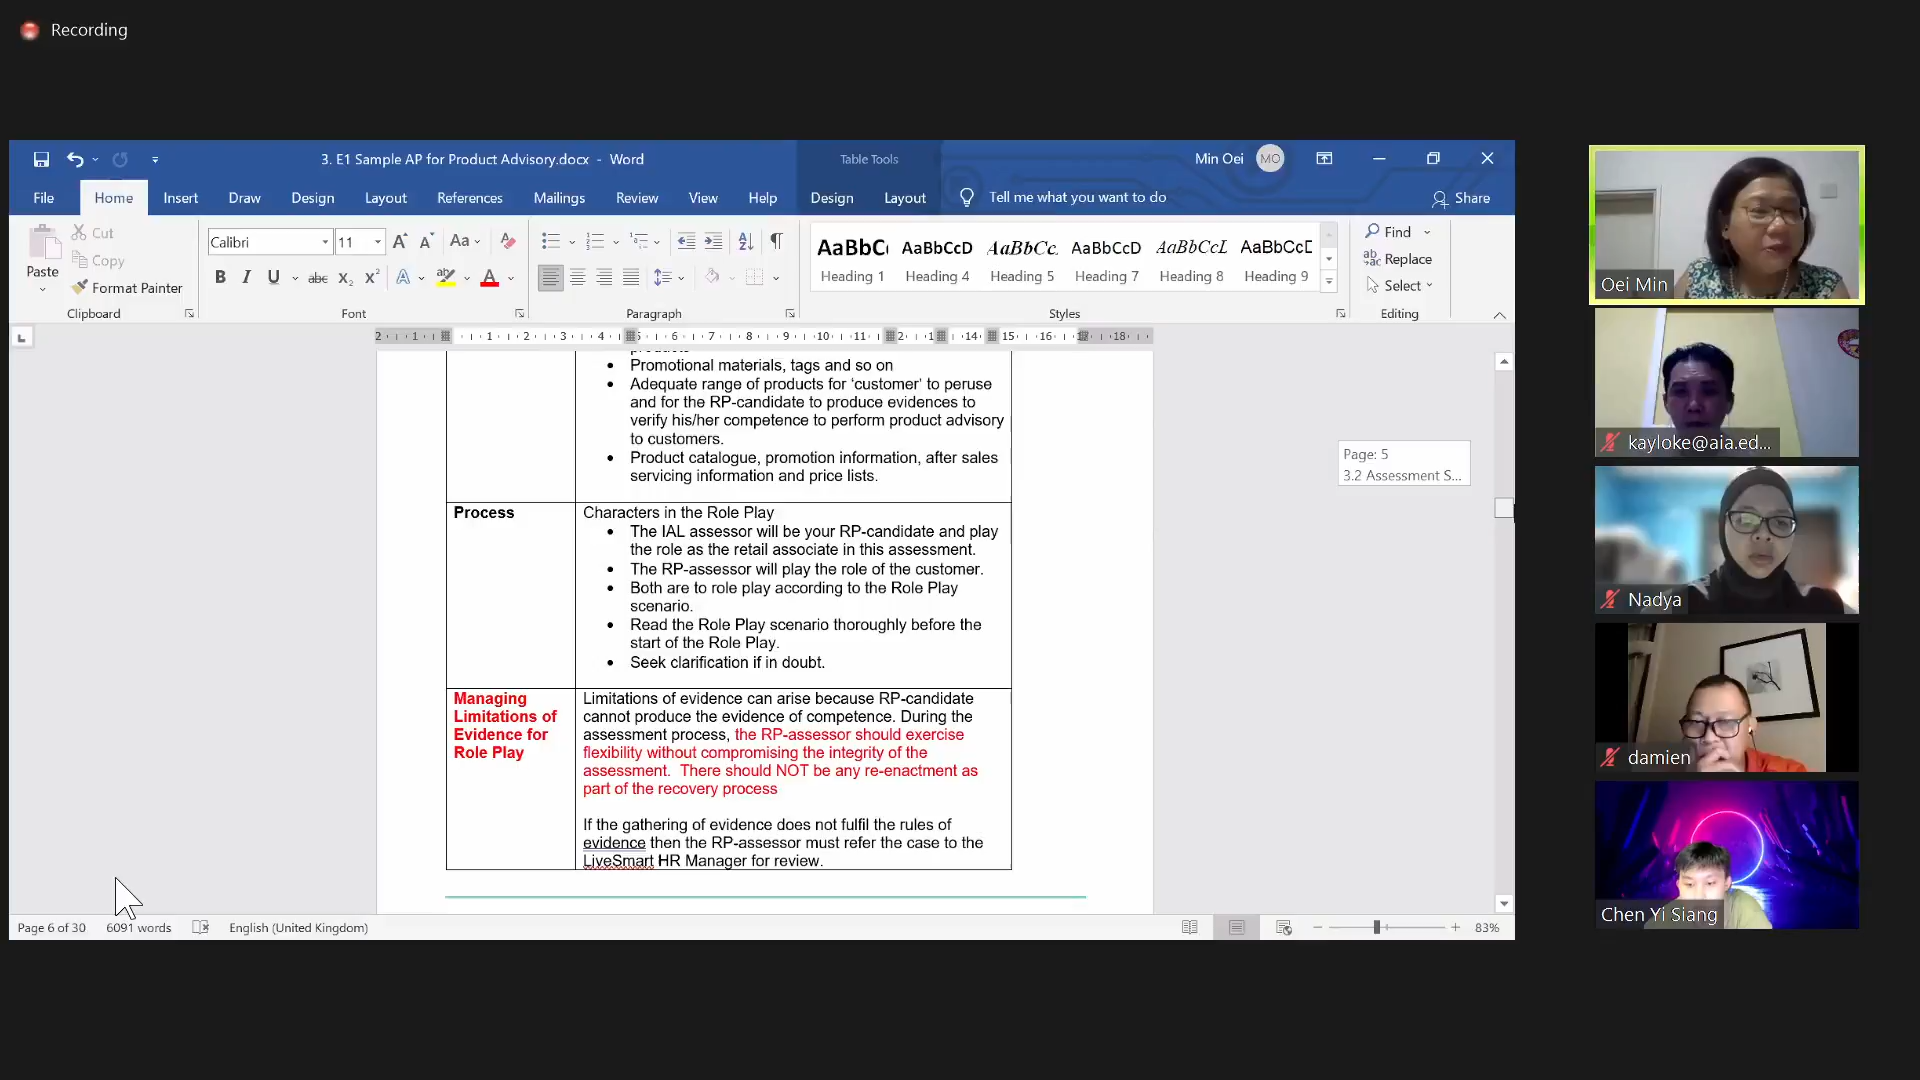 Recording
3. E1 Sample AP for Product Advisory.docx - Word
Table Tools
Min Oei
MO
File
Home
Insert
Draw
Design
Layout
References
Mailings
Review
View
Help
Design
Layout
Tell me what you want to do
Share
Paste
Cut
Copy
Format Painter
Clipboard
Calibri
11
Font
Paragraph
AaBbC(
AaBbCcD
AaBbCc.
AaBbCcD
AaBbCcL
AaBbCcD
Heading 1
Heading 4
Heading 5
Heading 7
Heading 8
Heading 9
Styles
Find
Replace
Select
Editing
products
• Promotional materials, tags and so on
• Adequate range of products for ‘customer’ to peruse
and for the RP-candidate to produce evidences to
verify his/her competence to perform product advisory
to customers.
• Product catalogue, promotion information, after sales
servicing information and price lists.
Process
Characters in the Role Play
• The IAL assessor will be your RP-candidate and play
the role as the retail associate in this assessment.
• The RP-assessor will play the role of the customer.
• Both are to role play according to the Role Play
scenario.
• Read the Role Play scenario thoroughly before the
start of the Role Play.
• Seek clarification if in doubt.
Managing
Limitations of
Evidence for
Role Play
Limitations of evidence can arise because RP-candidate
cannot produce the evidence of competence. During the
assessment process, the RP-assessor should exercise
flexibility without compromising the integrity of the
assessment. There should NOT be any re-enactment as
part of the recovery process
If the gathering of evidence does not fulfil the rules of
evidence then the RP-assessor must refer the case to the
LiveSmart HR Manager for review.
Page: 5
3.2 Assessment S...
Page 6 of 30
6091 words
English (United Kingdom)
83%
Oei Min
kayloke@aia.ed...
Nadya
damien
Chen Yi Siang